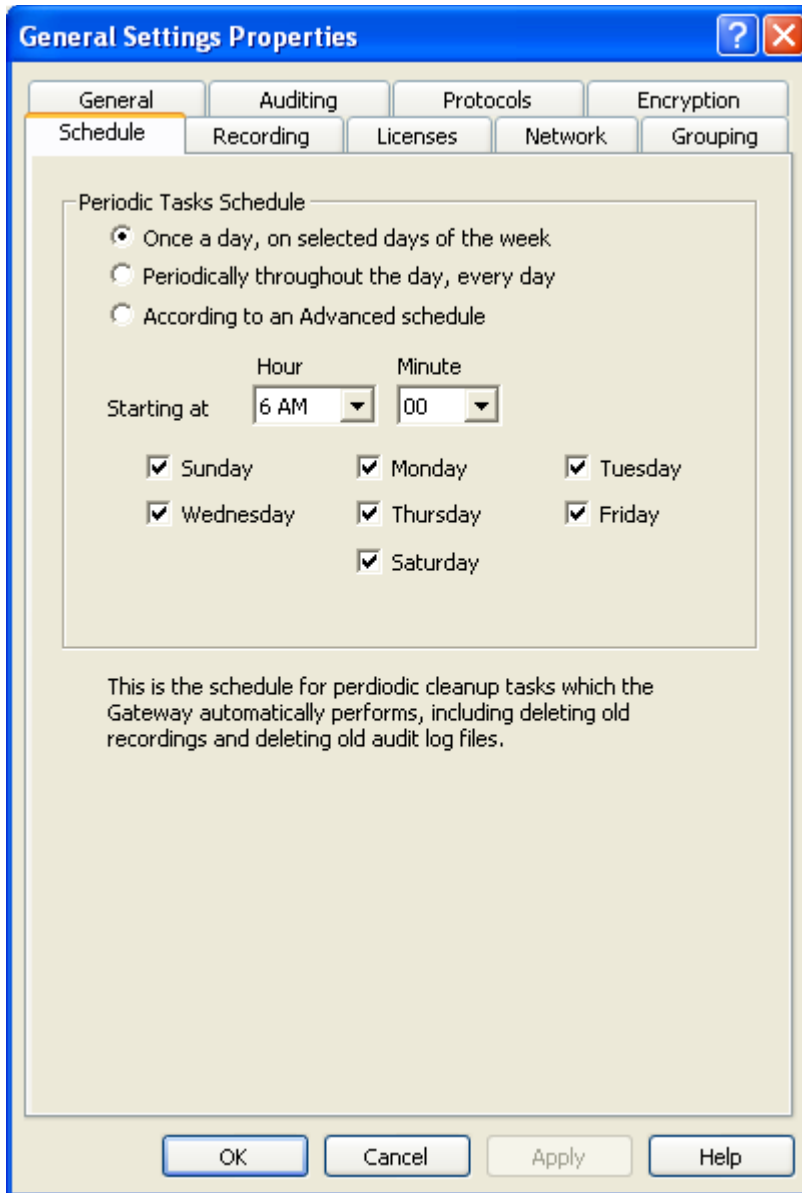 General Settings Properties
General Auditing Protocols Encryption
Schedule Recording Licenses Network Grouping
Periodic Tasks Schedule
Once a day, on selected days of the week
Periodically throughout the day, every day
According to an Advanced schedule
Hour Minute
Starting at 6 AM 00
Sunday Monday Tuesday
Wednesday Thursday Friday
Saturday
This is the schedule for perdiodic cleanup tasks which the
Gateway automatically performs, including deleting old
recordings and deleting old audit log files.
OK Cancel Apply Help